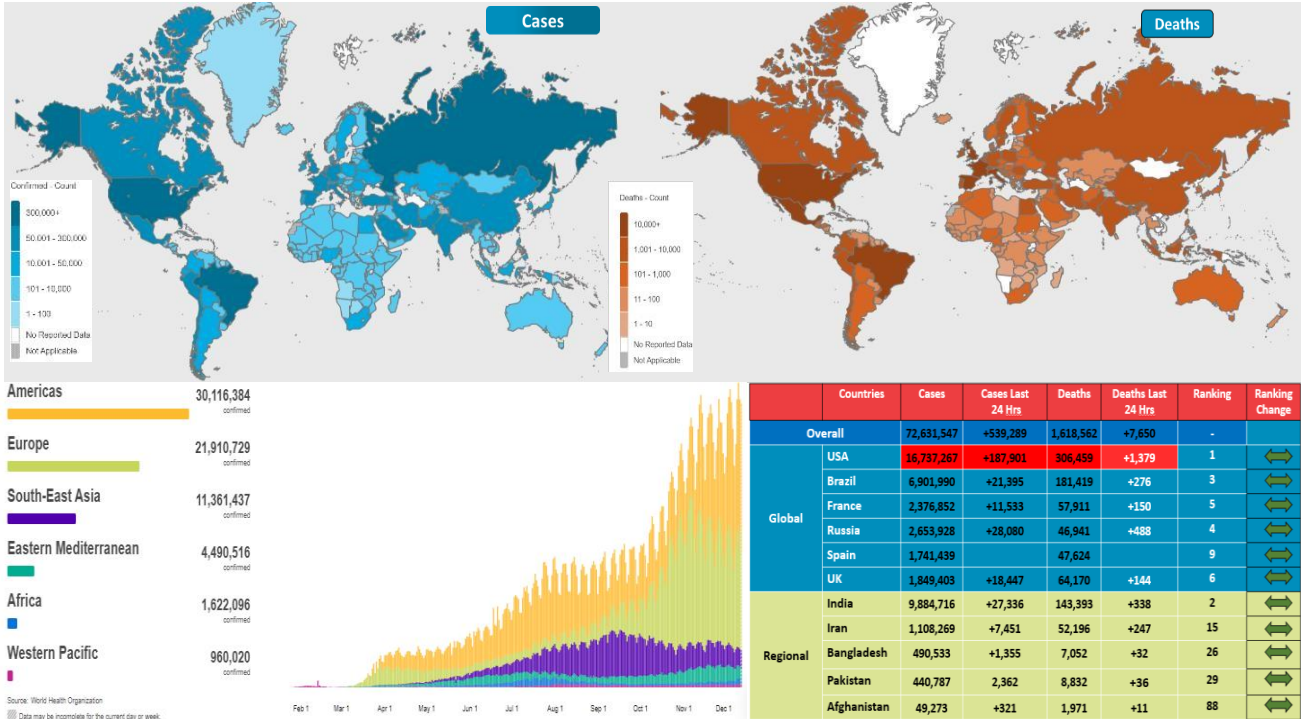 Cases
Deaths
Confirmed - Count
300,000+
50,001 - 300,000
10,001 - 50,000
101 - 10,000
1 - 100
No Reported Data
Not Applicable
Deaths - Count
10,000+
1,001 - 10,000
101 - 1,000
11 - 100
1 - 10
No Reported Data
Not Applicable
Americas 30,116,384
confirmed
Europe 21,910,729
confirmed
South-East Asia 11,361,437
confirmed
Eastern Mediterranean 4,490,516
confirmed
Africa 1,622,096
confirmed
Western Pacific 960,020
confirmed
Source: World Health Organization
Data may be incomplete for the current day or week.
Feb 1 Mar 1 Apr 1 May 1 Jun 1 Jul 1 Aug 1 Sep 1 Oct 1 Nov 1 Dec 1
Countries Cases Cases Last 24 Hrs Deaths Deaths Last 24 Hrs Ranking Ranking Change
Overall 72,631,547 +539,289 1,618,562 +7,650 -
Global
USA 16,737,267 +187,901 306,459 +1,379 1
Brazil 6,901,990 +21,395 181,419 +276 3
France 2,376,852 +11,533 57,911 +150 5
Russia 2,653,928 +28,080 46,941 +488 4
Spain 1,741,439 47,624 9
UK 1,849,403 +18,447 64,170 +144 6
Regional
India 9,884,716 +27,336 143,393 +338 2
Iran 1,108,269 +7,451 52,196 +247 15
Bangladesh 490,533 +1,355 7,052 +32 26
Pakistan 440,787 2,362 8,832 +36 29
Afghanistan 49,273 +321 1,971 +11 88